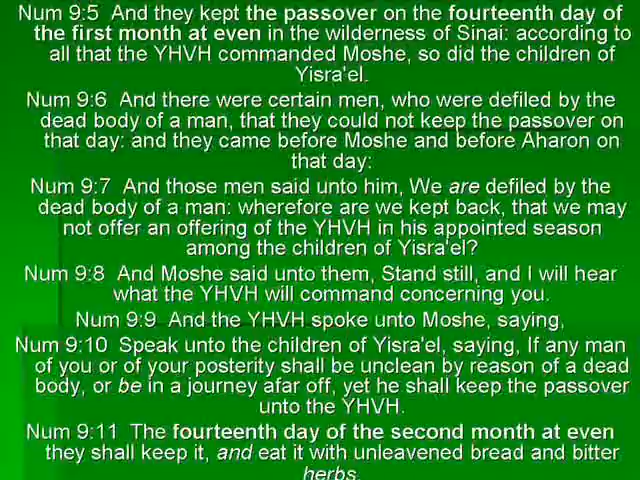 Num 9:5 And they kept the passover on the fourteenth day of
the first month at even in the wilderness of Sinai: according to
all that the YHVH commanded Moshe, so did the children of
Yisra'el.
Num 9:6 And there were certain men, who were defiled by the
dead body of a man, that they could not keep the passover on
that day: and they came before Moshe and before Aharon on
that day:
Num 9:7 And those men said unto him, We are defiled by the
dead body of a man: wherefore are we kept back, that we may
not offer an offering of the YHVH in his appointed season
among the children of Yisra'el?
Num 9:8 And Moshe said unto them, Stand still, and I will hear
what the YHVH will command concerning you.
Num 9:9 And the YHVH spoke unto Moshe, saying,
Num 9:10 Speak unto the children of Yisra'el, saying, If any man
of you or of your posterity shall be unclean by reason of a dead
body, or be in a journey afar off, yet he shall keep the passover
unto the YHVH.
Num 9:11 The fourteenth day of the second month at even
they shall keep it, and eat it with unleavened bread and bitter
herbs.